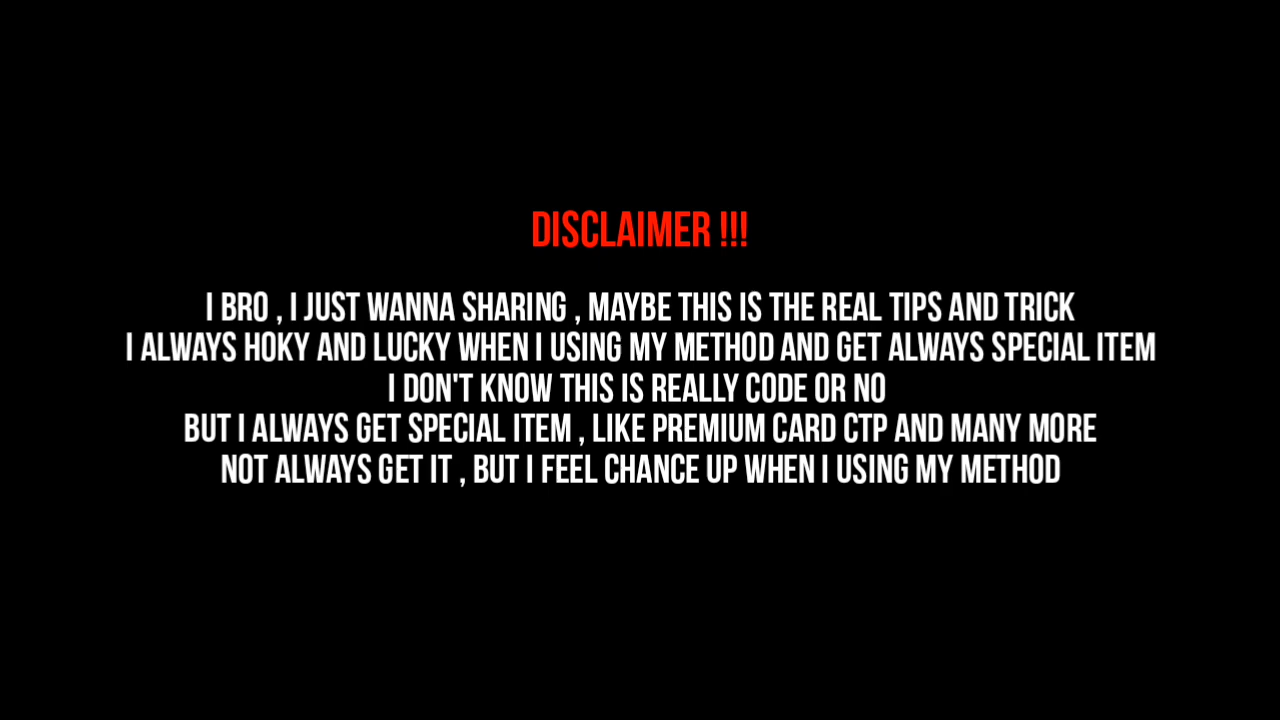 DISCLAIMER !!!
I BRO , I JUST WANNA SHARING , MAYBE THIS IS THE REAL TIPS AND TRICK
I ALWAYS HOKY AND LUCKY WHEN I USING MY METHOD AND GET ALWAYS SPECIAL ITEM
I DON'T KNOW THIS IS REALLY CODE OR NO
BUT I ALWAYS GET SPECIAL ITEM , LIKE PREMIUM CARD CTP AND MANY MORE
NOT ALWAYS GET IT , BUT I FEEL CHANCE UP WHEN I USING MY METHOD